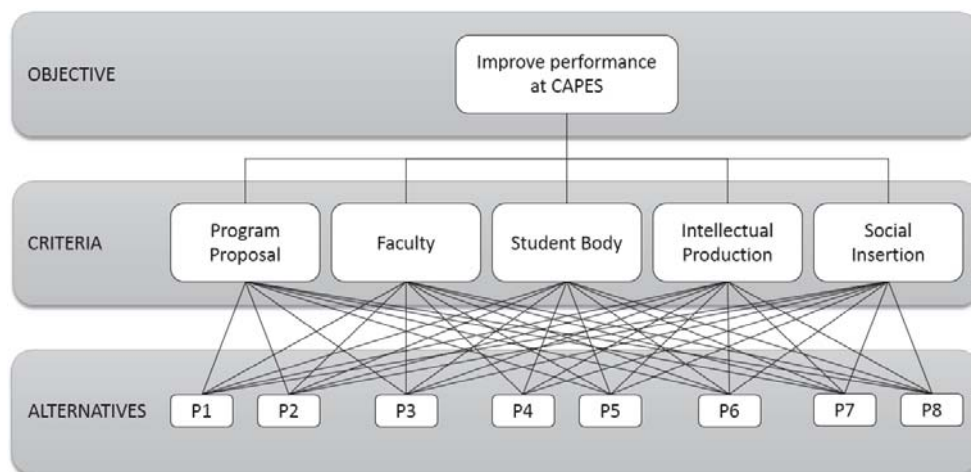 OBJECTIVE
Improve performance
at CAPES
CRITERIA
Program
Proposal
Faculty
Student Body
Intellectual
Production
Social
Insertion
ALTERNATIVES
P1
P2
P3
P4
P5
P6
P7
P8